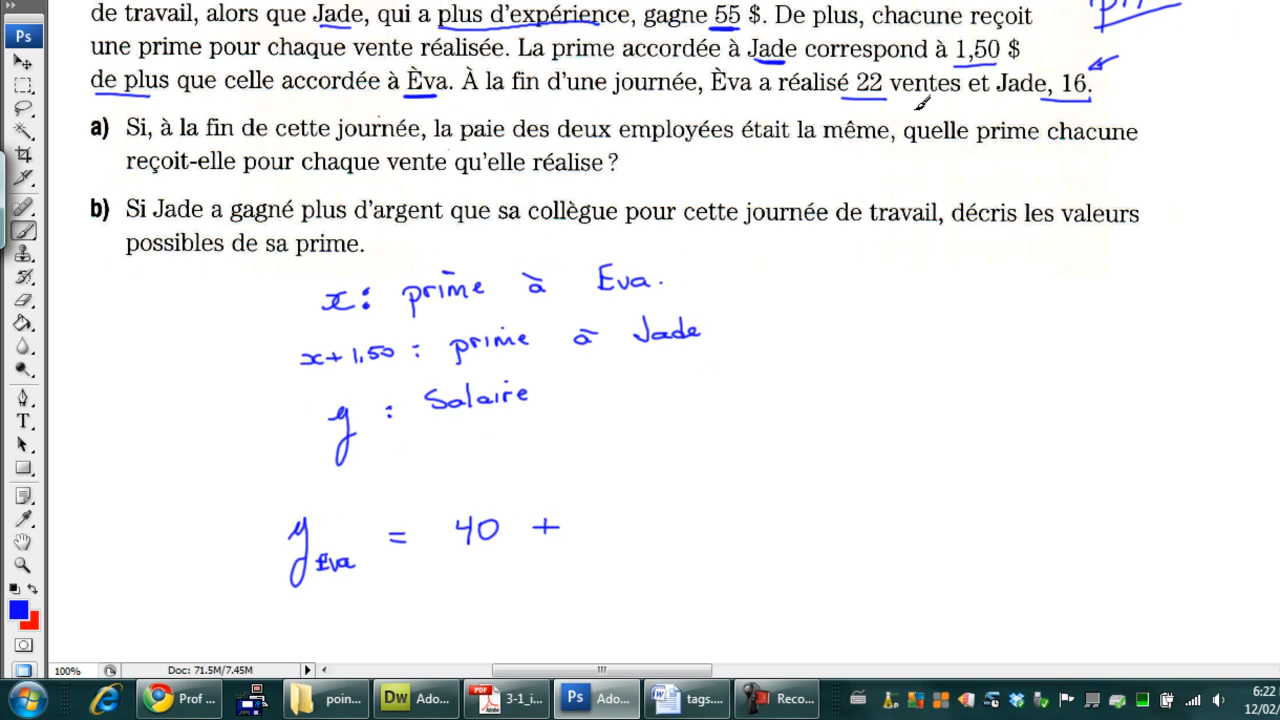 de travail, alors que Jade, qui a plus d'expérience, gagne 55 $. De plus, chacune reçoit
une prime pour chaque vente réalisée. La prime accordée à Jade correspond à 1,50 $
de plus que celle accordée à Èva. À la fin d'une journée, Èva a réalisé 22 ventes et Jade, 16.
a) Si, à la fin de cette journée, la paie des deux employées était la même, quelle prime chacune
reçoit-elle pour chaque vente qu'elle réalise ?
b) Si Jade a gagné plus d'argent que sa collègue pour cette journée de travail, décris les valeurs
possibles de sa prime.
x : prime à Eva.
x + 1,50 : prime à Jade
y : Salaire
y Eva = 40 +
Ps
T
100%
Doc: 71.5M/7.45M
Prof ...
poin...
Dw Ado...
PDF 3-1_i...
Ps Ado...
tags....
Reco...
6:22
12/02/